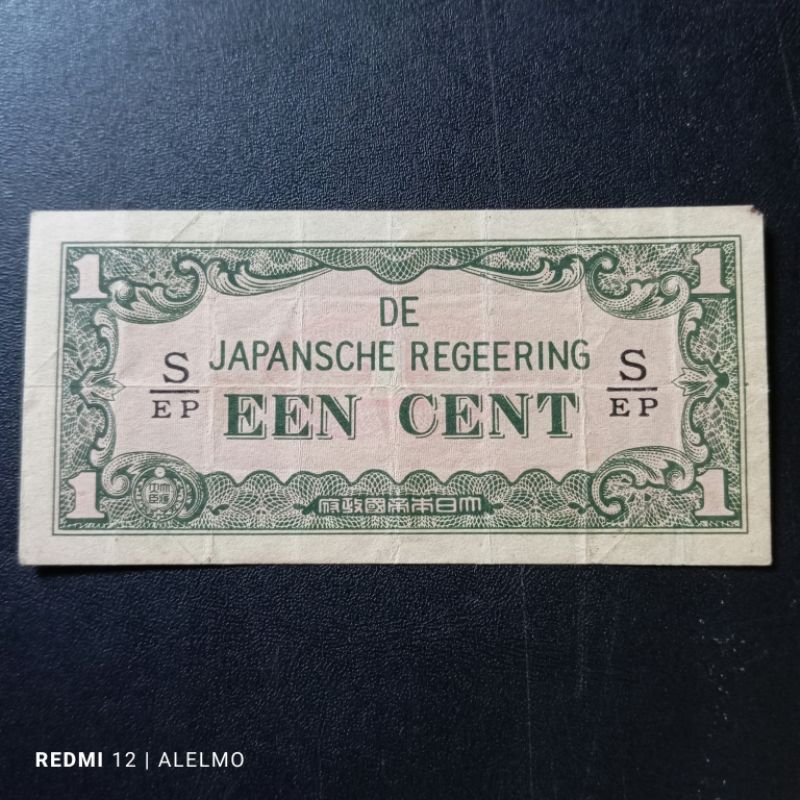 1 1
DE
JAPANSCHE REGEERING
S
EP
EEN CENT
S
EP
1 1
府政國帝本日大
REDMI 12 | ALELMO